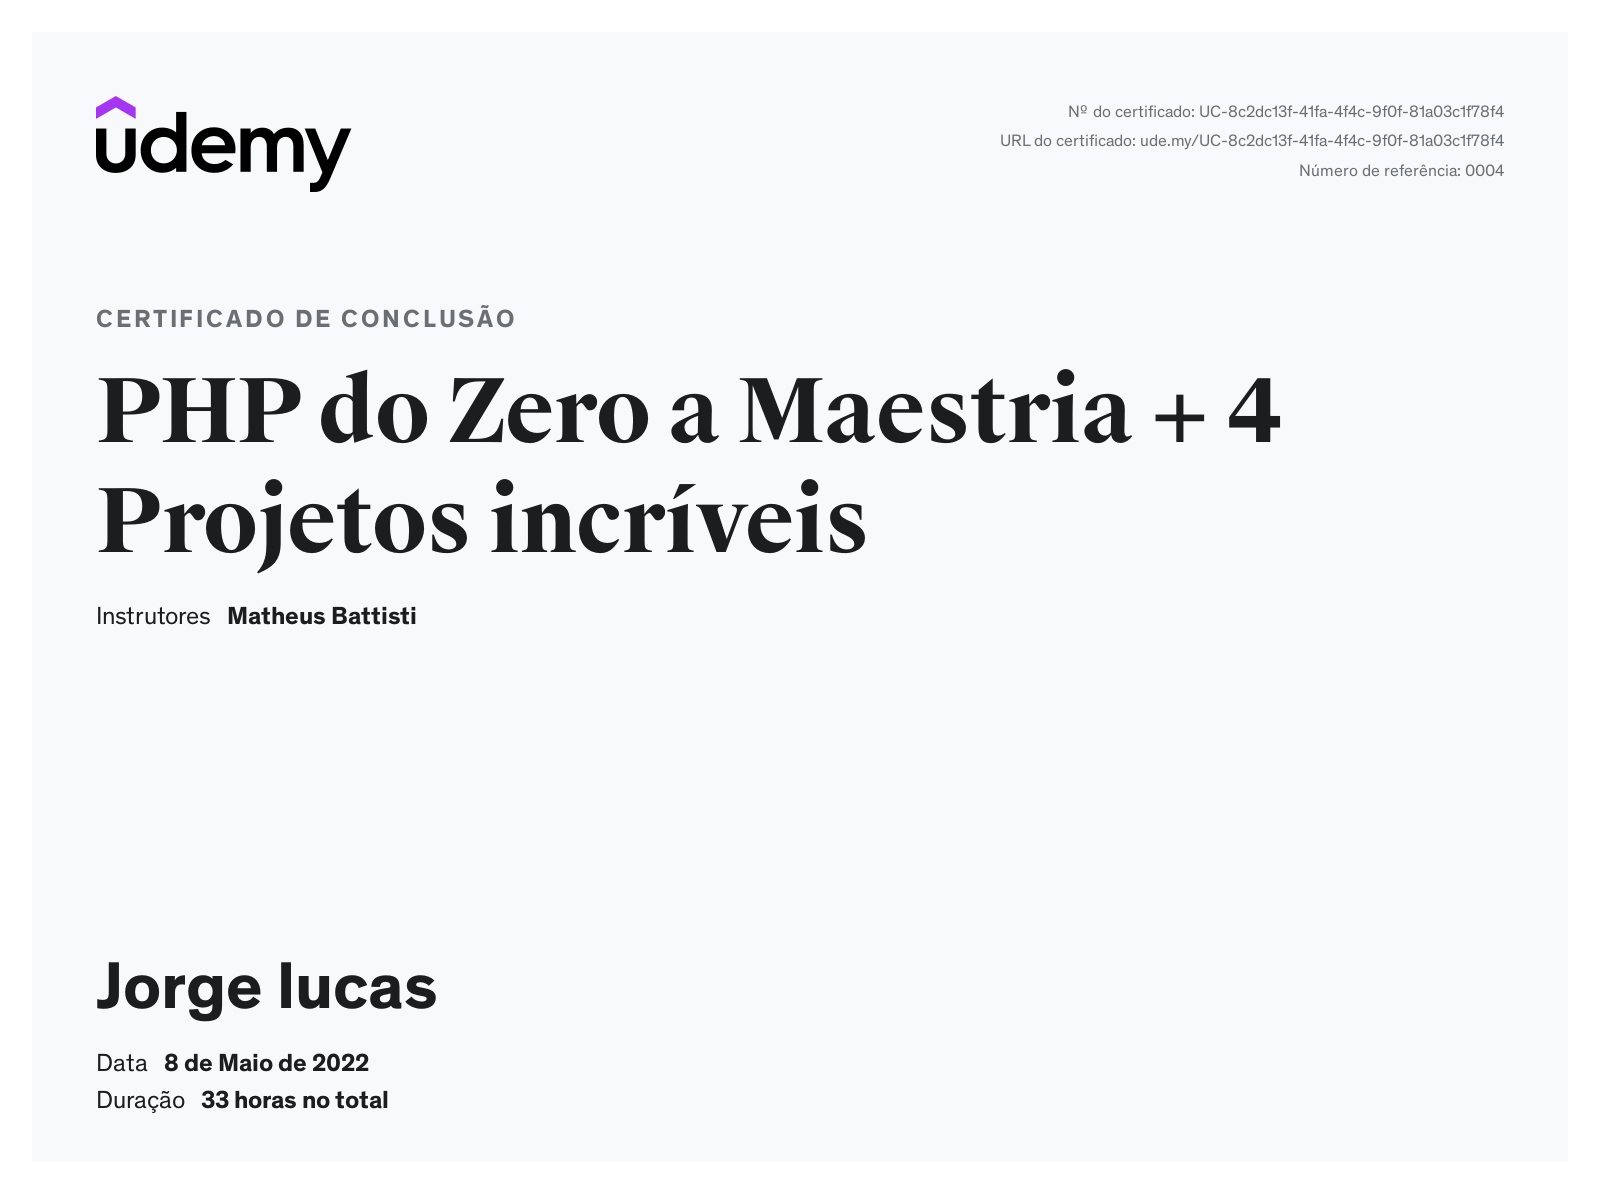 udemy
Nº do certificado: UC-8c2dc13f-41fa-4f4c-9f0f-81a03c1f78f4
URL do certificado: ude.my/UC-8c2dc13f-41fa-4f4c-9f0f-81a03c1f78f4
Número de referência: 0004
CERTIFICADO DE CONCLUSÃO
PHP do Zero a Maestria + 4
Projetos incríveis
Instrutores Matheus Battisti
Jorge lucas
Data 8 de Maio de 2022
Duração 33 horas no total